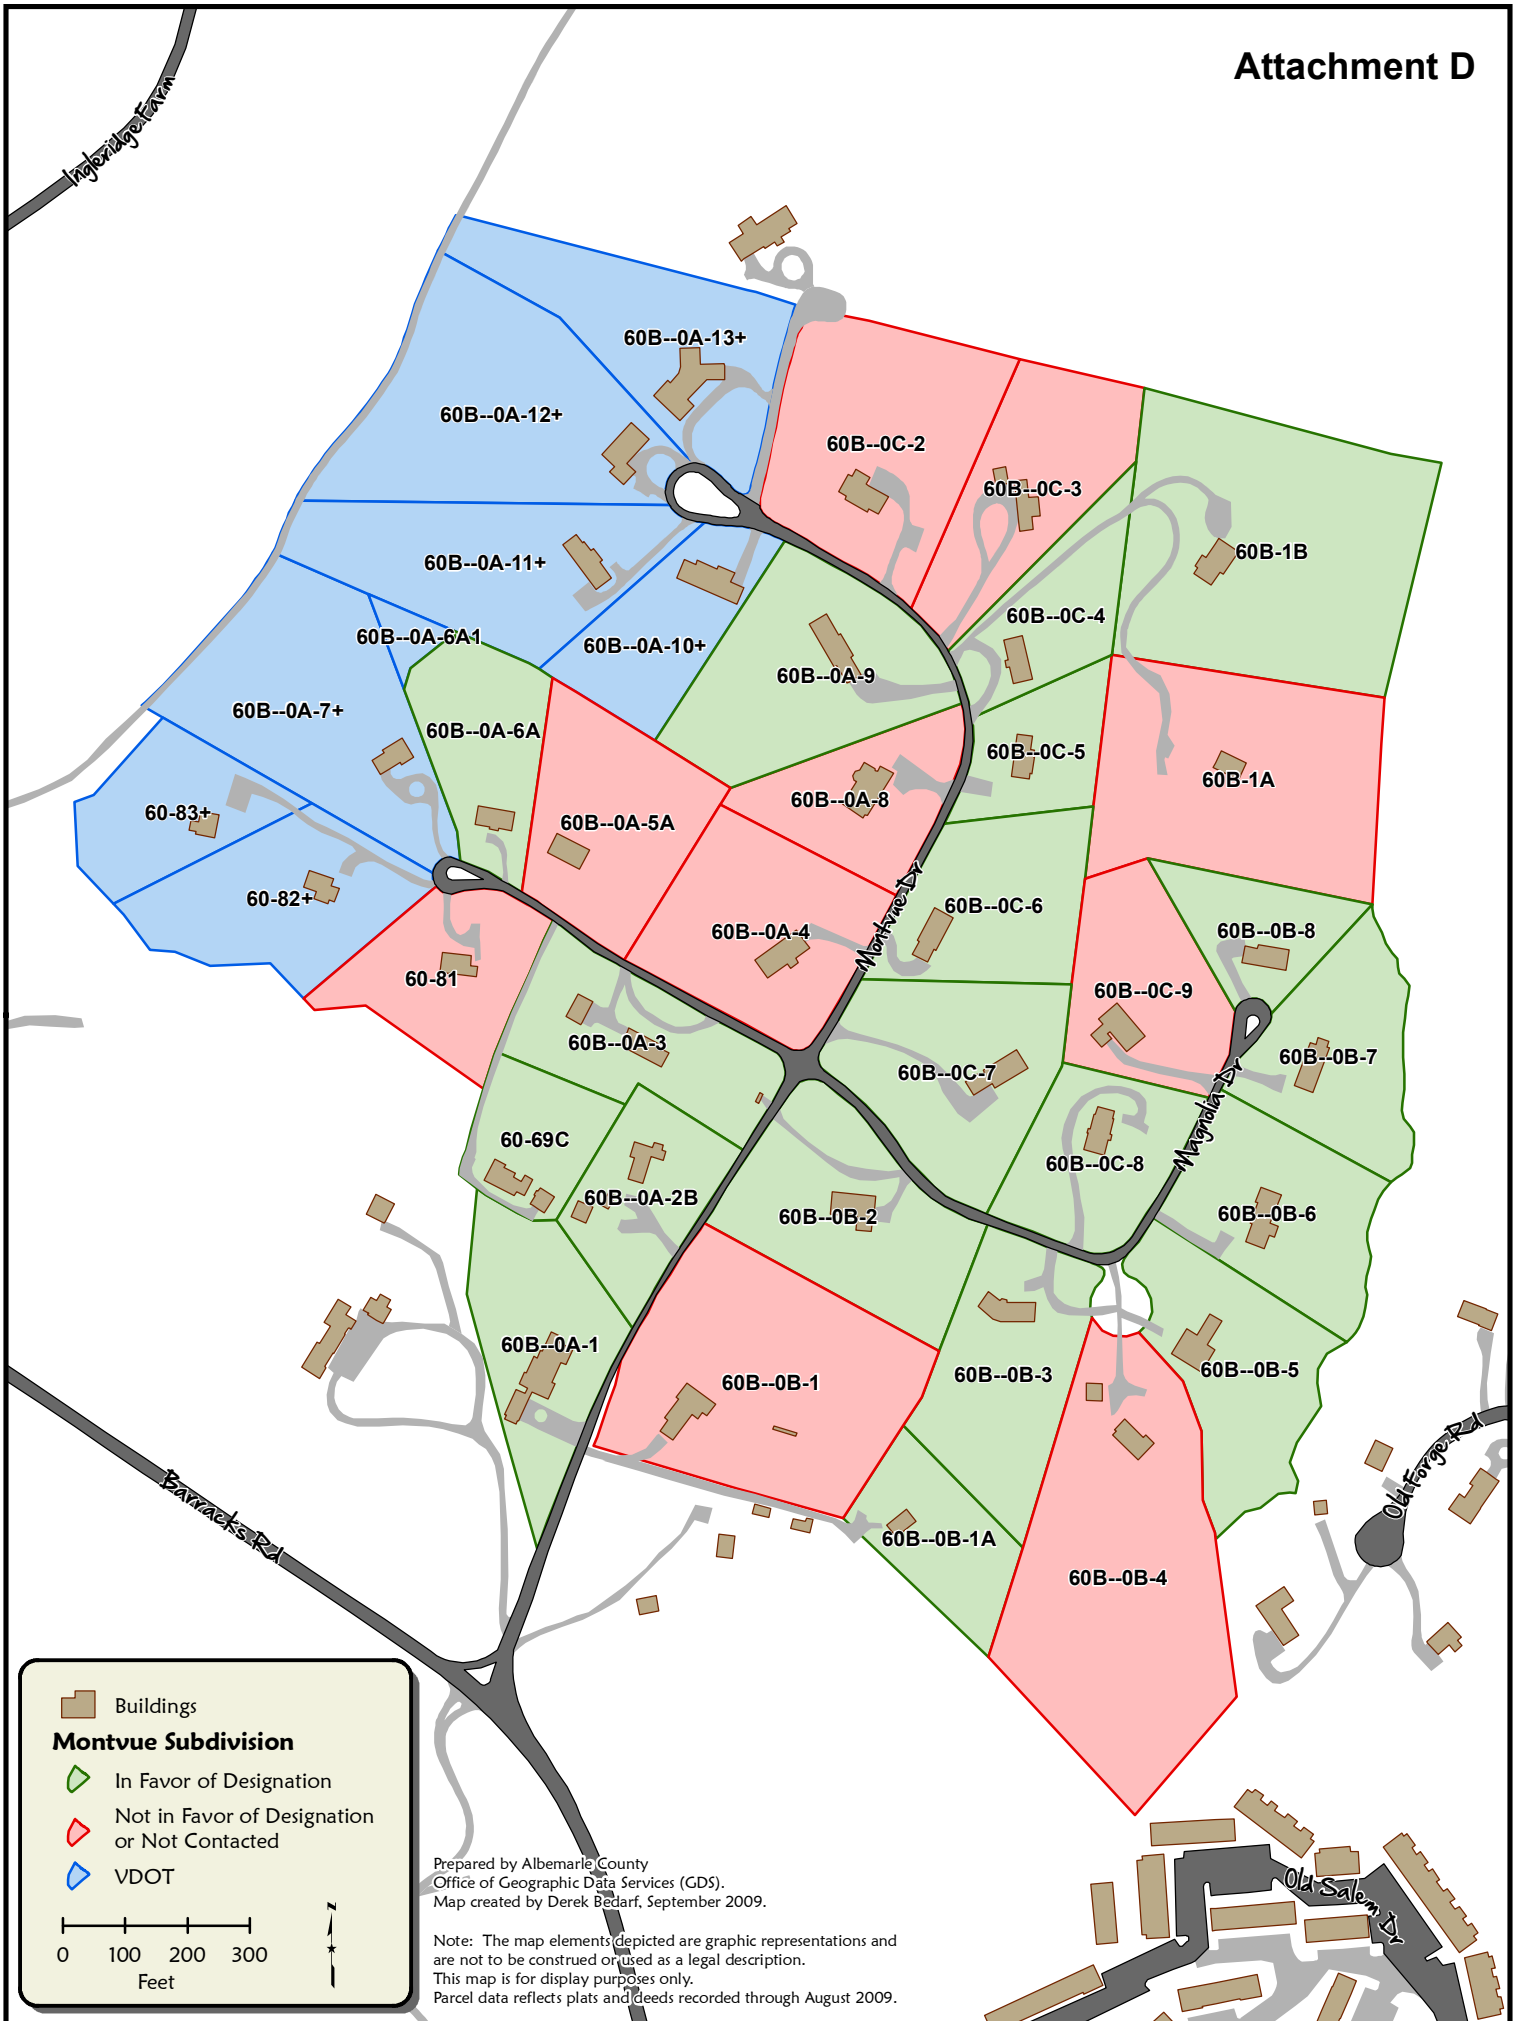 Attachment D
Ingleridge Farm
60B--0A-13+
60B--0A-12+
60B--0C-2
60B--0C-3
60B-1B
60B--0A-11+
60B--0C-4
60B--0A-6A1
60B--0A-10+
60B--0A-9
60B--0A-7+
60B--0A-6A
60B--0C-5
60B-1A
60B--0A-8
60-83+
60B--0A-5A
60-82+
60B--0C-6
60B--0A-4
Montvue Dr
60B--0B-8
60-81
60B--0C-9
60B--0A-3
60B--0B-7
60B--0C-7
Magnolia Dr
60-69C
60B--0C-8
60B--0A-2B
60B--0B-2
60B--0B-6
60B--0A-1
60B--0B-1
60B--0B-3
60B--0B-5
Old Forge Rd
Barracks Rd
60B--0B-1A
60B--0B-4
Buildings
Montvue Subdivision
In Favor of Designation
Not in Favor of Designation
or Not Contacted
VDOT
N
0 100 200 300
Feet
Prepared by Albemarle County
Office of Geographic Data Services (GDS).
Map created by Derek Bedarf, September 2009.
Note: The map elements depicted are graphic representations and
are not to be construed or used as a legal description.
This map is for display purposes only.
Parcel data reflects plats and deeds recorded through August 2009.
Old Salem Dr